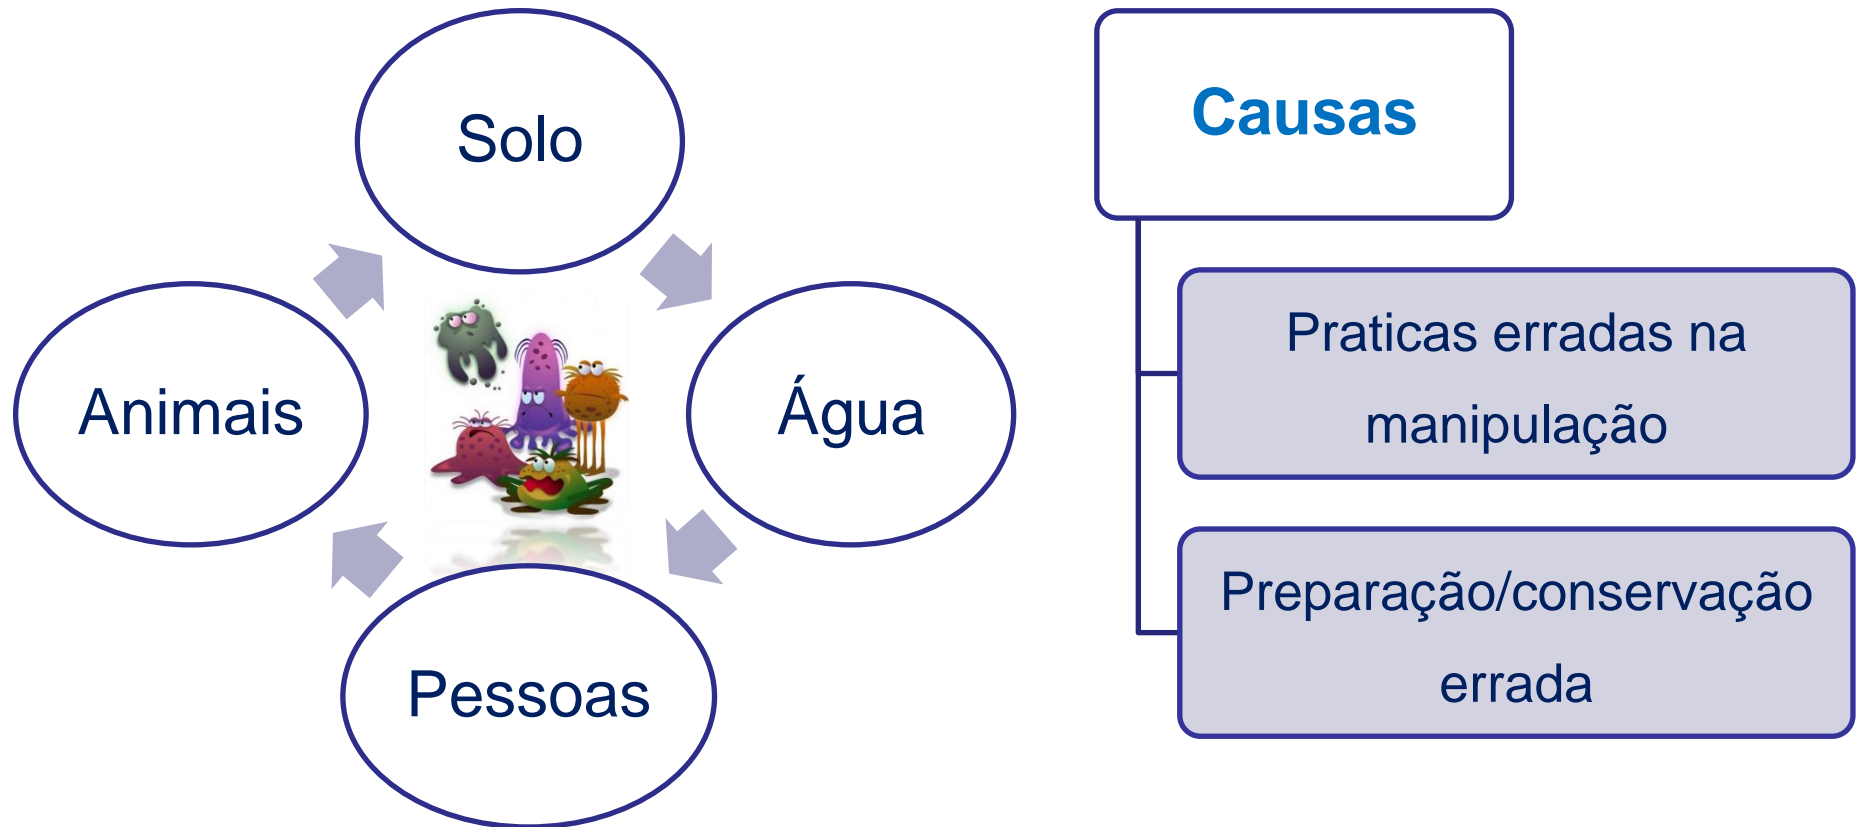 Solo
Água
Pessoas
Animais
Causas
Praticas erradas na
manipulação
Preparação/conservação
errada